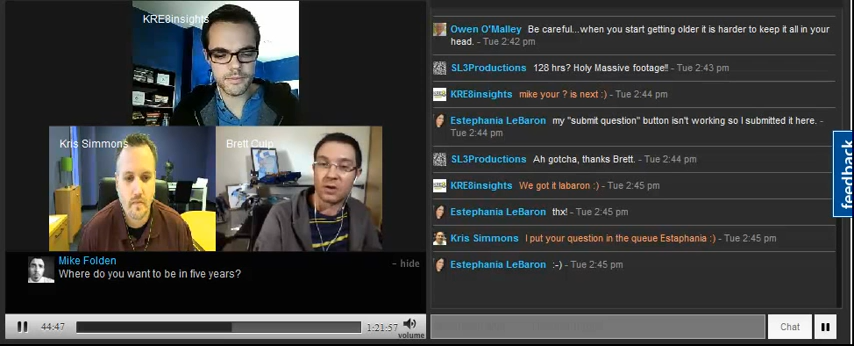 KRE8insights
Kris Simmons
Brett Culp
Mike Folden
Where do you want to be in five years?
– hide
44:47
1:21:57
volume
Owen O'Malley Be careful...when you start getting older it is harder to keep it all in your
head. - Tue 2:42 pm
SL3Productions 128 hrs? Holy Massive footage!! - Tue 2:43 pm
KRE8insights mike your ? is next :) - Tue 2:44 pm
Estephania LeBaron my "submit question" button isn't working so I submitted it here. -
Tue 2:44 pm
SL3Productions Ah gotcha, thanks Brett. - Tue 2:44 pm
KRE8insights We got it labaron :) - Tue 2:45 pm
Estephania LeBaron thx! - Tue 2:45 pm
Kris Simmons I put your question in the queue Estaphania :) - Tue 2:45 pm
Estephania LeBaron :-) - Tue 2:45 pm
Chat
feedback